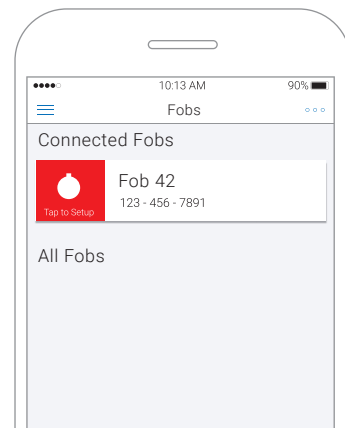 10:13 AM
90%
Fobs
Connected Fobs
Fob 42
123 - 456 - 7891
Tap to Setup
All Fobs